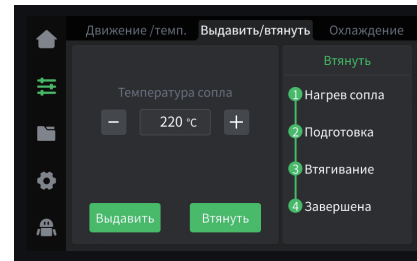 Движение /темп. Выдавать/втянуть Охлаждение
Температура сопла
220 °C
Выдавить Втянуть
Втянуть
1 Нагрев сопла
2 Подготовка
3 Втягивание
4 Завершена